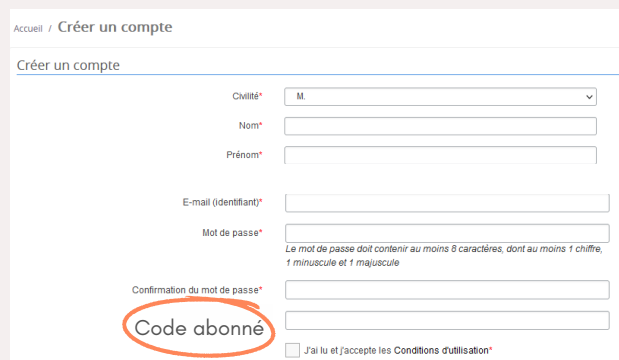 Accueil / Créer un compte
Créer un compte
Civilité* M.
Nom*
Prénom*
E-mail (identifiant)*
Mot de passe*
Le mot de passe doit contenir au moins 8 caractères, dont au moins 1 chiffre,
1 minuscule et 1 majuscule
Confirmation du mot de passe*
Code abonné
J'ai lu et j'accepte les Conditions d'utilisation*